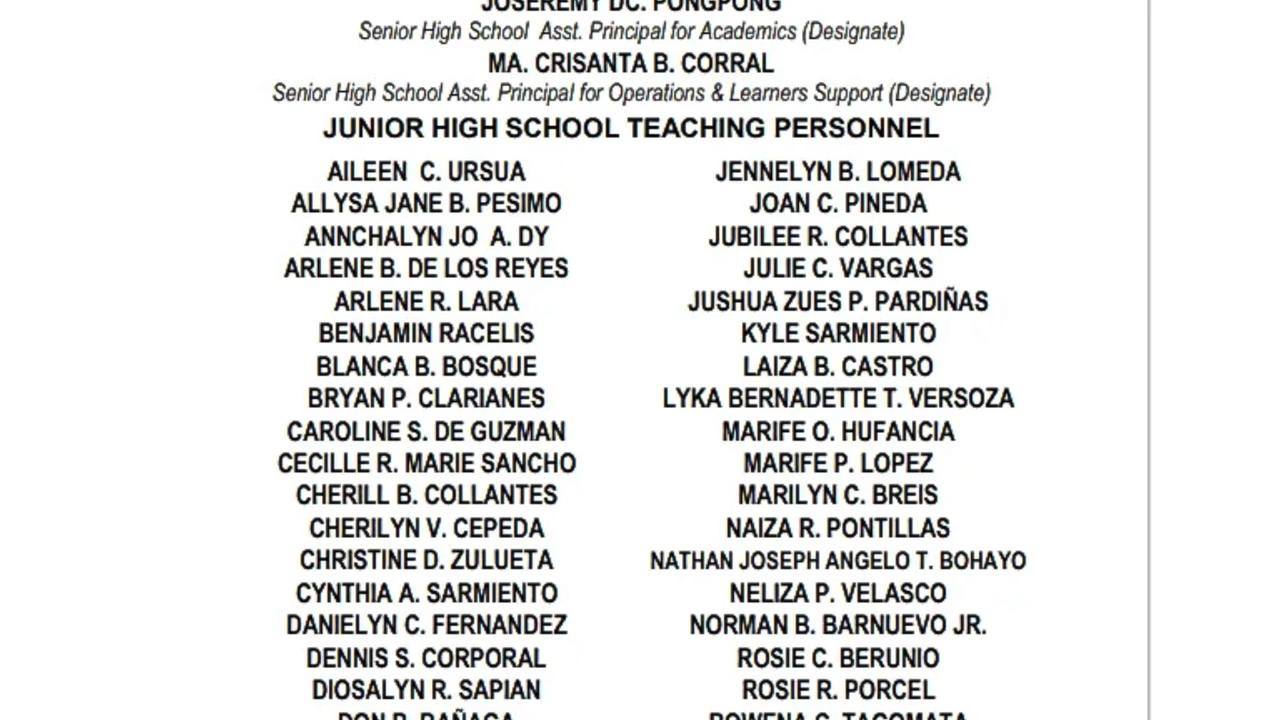 JOSEREMY DC. PONGPONG
Senior High School Asst. Principal for Academics (Designate)
MA. CRISANTA B. CORRAL
Senior High School Asst. Principal for Operations & Learners Support (Designate)
JUNIOR HIGH SCHOOL TEACHING PERSONNEL
AILEEN C. URSUA
ALLYSA JANE B. PESIMO
ANNCHALYN JO A. DY
ARLENE B. DE LOS REYES
ARLENE R. LARA
BENJAMIN RACELIS
BLANCA B. BOSQUE
BRYAN P. CLARIANES
CAROLINE S. DE GUZMAN
CECILLE R. MARIE SANCHO
CHERILL B. COLLANTES
CHERILYN V. CEPEDA
CHRISTINE D. ZULUETA
CYNTHIA A. SARMIENTO
DANIELYN C. FERNANDEZ
DENNIS S. CORPORAL
DIOSALYN R. SAPIAN
DON
JENNELYN B. LOMEDA
JOAN C. PINEDA
JUBILEE R. COLLANTES
JULIE C. VARGAS
JUSHUA ZUES P. PARDIÑAS
KYLE SARMIENTO
LAIZA B. CASTRO
LYKA BERNADETTE T. VERSOZA
MARIFE O. HUFANCIA
MARIFE P. LOPEZ
MARILYN C. BREIS
NAIZA R. PONTILLAS
NATHAN JOSEPH ANGELO T. BOHAYO
NELIZA P. VELASCO
NORMAN B. BARNUEVO JR.
ROSIE C. BERUNIO
ROSIE R. PORCEL
ROWENA